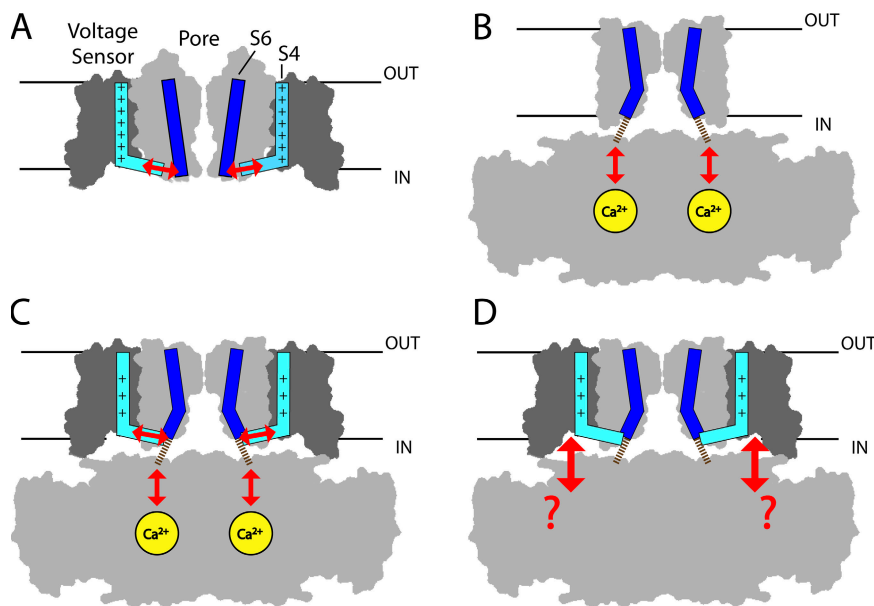 A
Voltage
Sensor
Pore
S6
S4
+
+
+
+
+
+
+
+
+
+
+
+
+
+
OUT
IN
B
OUT
IN
Ca2+
Ca2+
C
+
+
+
+
+
+
OUT
IN
Ca2+
Ca2+
D
+
+
+
+
+
+
OUT
IN
?
?